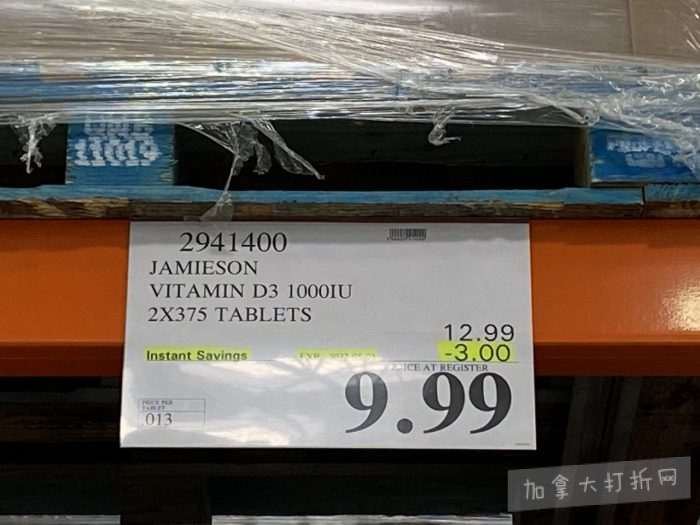 11019
2941400
JAMIESON
VITAMIN D3 1000IU
2X375 TABLETS
12.99
Instant Savings
-3.00
AT REGISTER
9.99
PRICE PER
TABLET
.013
加拿大打折网